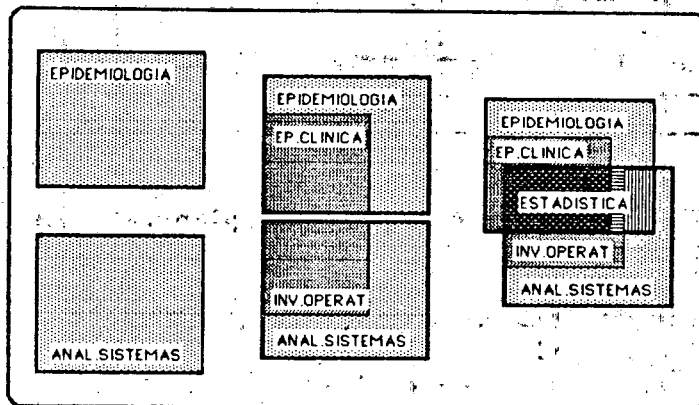 EPIDEMIOLOGIA
ANAL.SISTEMAS
EPIDEMIOLOGIA
EP.CLINICA
INV.OPERAT
ANAL.SISTEMAS
EPIDEMIOLOGIA
EP.CLINICA
ESTADISTICA
INV.OPERAT
ANAL.SISTEMAS